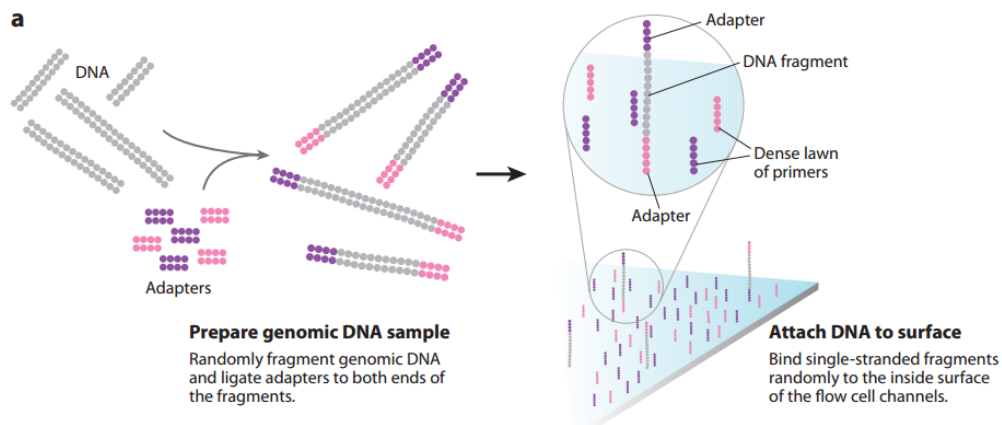 a
DNA
Adapters
Prepare genomic DNA sample
Randomly fragment genomic DNA
and ligate adapters to both ends of
the fragments.
Adapter
DNA fragment
Dense lawn
of primers
Adapter
Attach DNA to surface
Bind single-stranded fragments
randomly to the inside surface
of the flow cell channels.